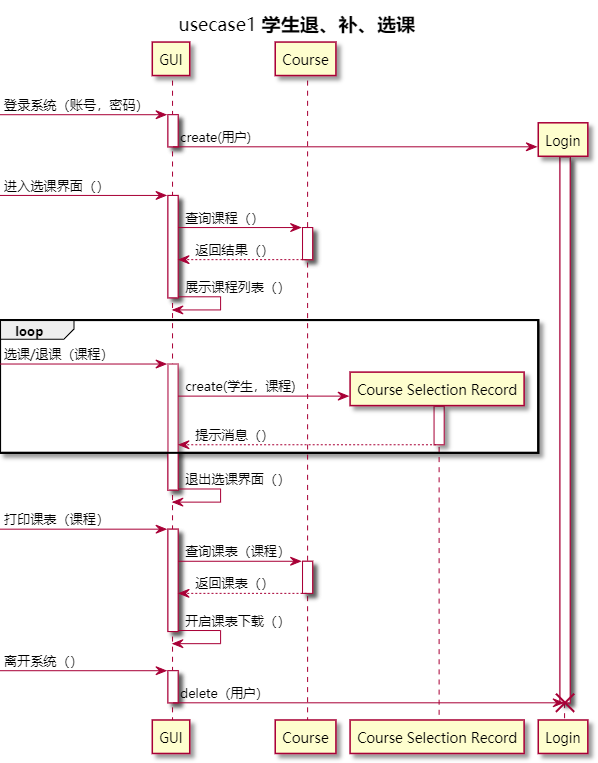 usecase1 学生退、补、选课
GUI
Course
登录系统（账号，密码）
create(用户)
Login
进入选课界面（）
查询课程（）
返回结果（）
展示课程列表（）
loop
选课/退课（课程）
create(学生，课程)
Course Selection Record
提示消息（）
退出选课界面（）
打印课表（课程）
查询课表（课程）
返回课表（）
开启课表下载（）
离开系统（）
delete（用户）
GUI
Course
Course Selection Record
Login